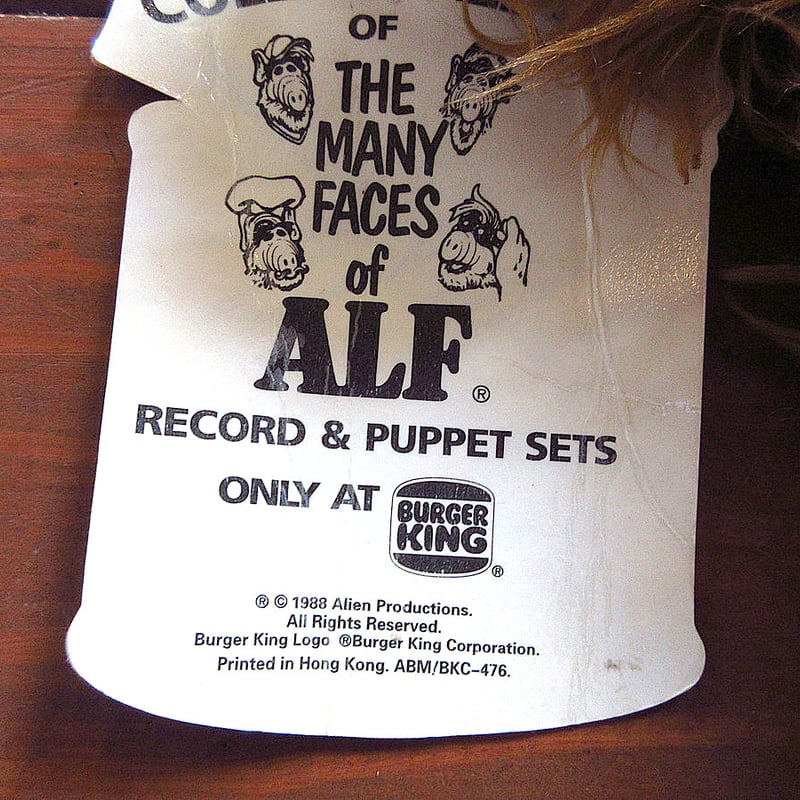 OF
THE
MANY
FACES
of
ALF®
RECORD & PUPPET SETS
ONLY AT BURGER KING®
® © 1988 Alien Productions.
All Rights Reserved.
Burger King Logo ®Burger King Corporation.
Printed in Hong Kong. ABM/BKC–476.